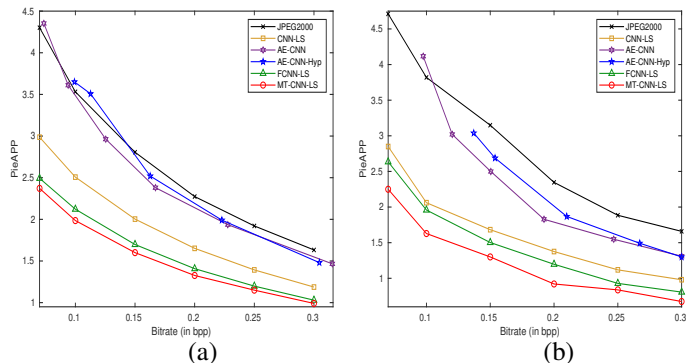 4.5
4
3.5
3
2.5
2
1.5
1
PieAPP
0.1 0.15 0.2 0.25 0.3
Bitrate (in bpp)
JPEG2000
CNN-LS
AE-CNN
AE-CNN-Hyp
FCNN-LS
MT-CNN-LS
(a)
4.5
4
3.5
3
2.5
2
1.5
1
PieAPP
0.1 0.15 0.2 0.25 0.3
Bitrate (in bpp)
JPEG2000
CNN-LS
AE-CNN
AE-CNN-Hyp
FCNN-LS
MT-CNN-LS
(b)